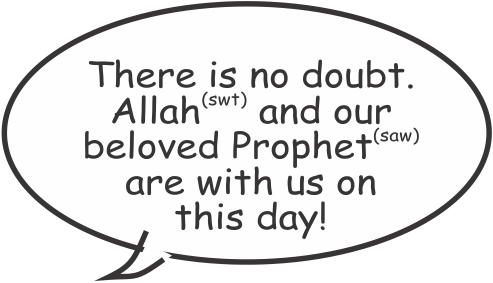 There is no doubt.
Allah(swt) and our
beloved Prophet(saw)
are with us on
this day!